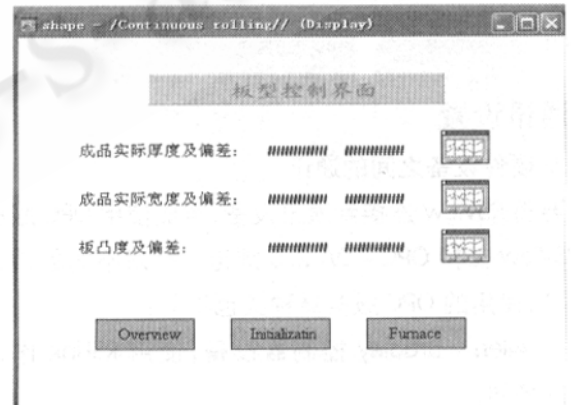 shape - /Continuous rolling// (Display)
板型控制界面
成品实际厚度及偏差: ########### ###########
成品实际宽度及偏差: ########### ###########
板凸度及偏差: ########### ###########
Overview Initializatin Furnace